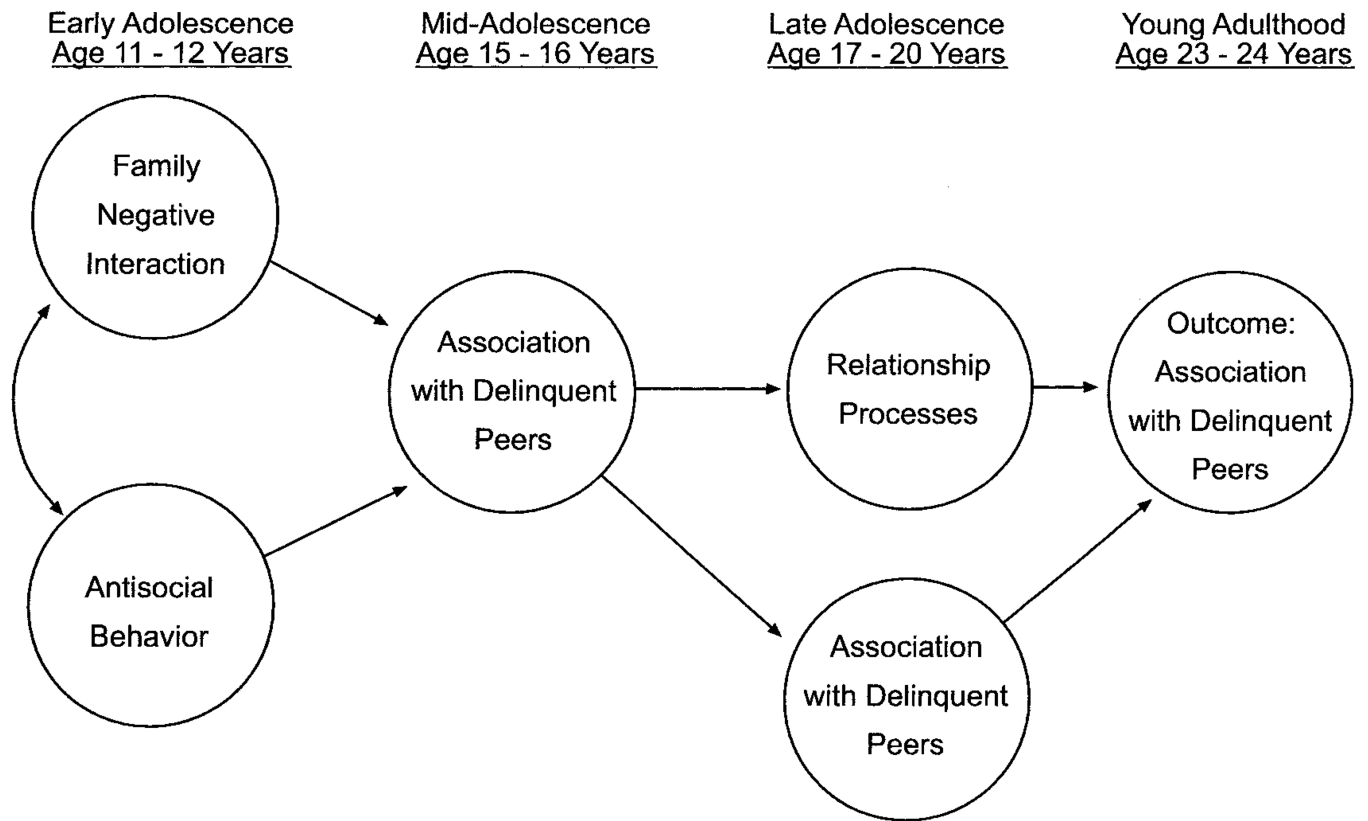 Early Adolescence
Age 11 - 12 Years
Mid-Adolescence
Age 15 - 16 Years
Late Adolescence
Age 17 - 20 Years
Young Adulthood
Age 23 - 24 Years
Family
Negative
Interaction
Antisocial
Behavior
Association
with Delinquent
Peers
Relationship
Processes
Association
with Delinquent
Peers
Outcome:
Association
with Delinquent
Peers